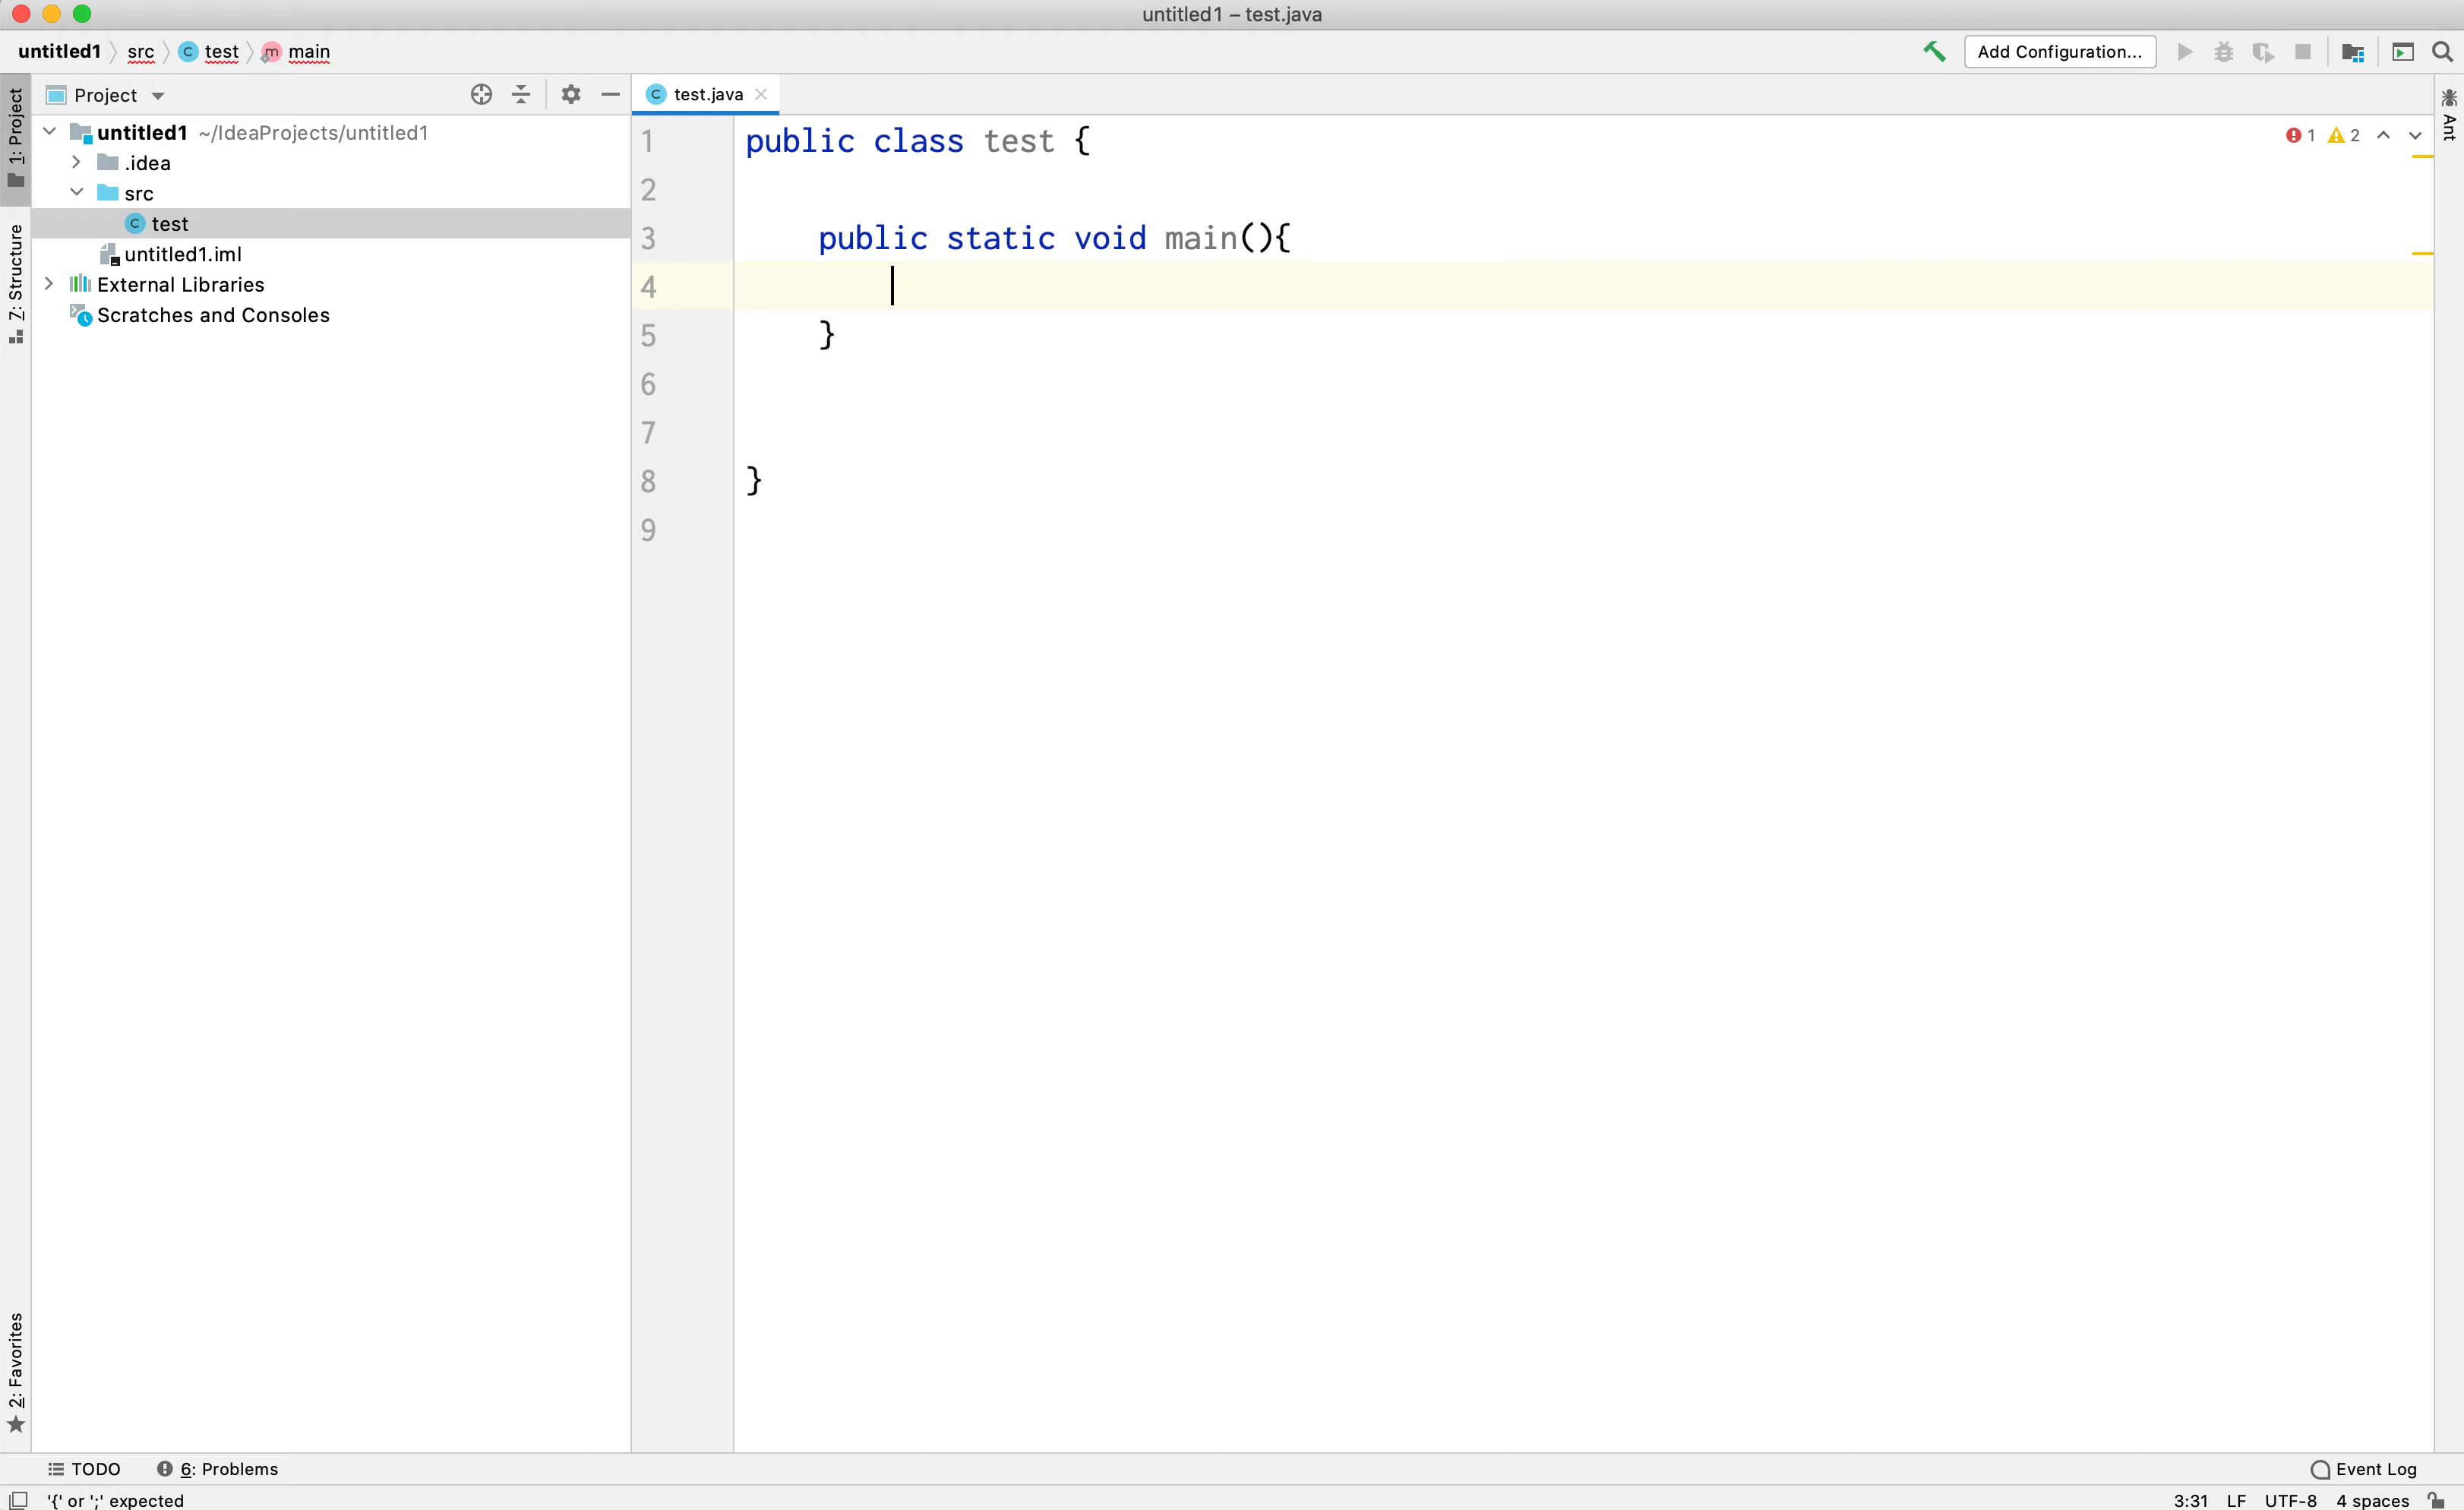 untitled1 – test.java
untitled1 src C test m main
Add Configuration...
1: Project
Z: Structure
2: Favorites
Project
untitled1 ~/IdeaProjects/untitled1
.idea
src
C test
untitled1.iml
External Libraries
Scratches and Consoles
C test.java
1 public class test {
2
3 public static void main(){
4
5 }
6
7
8 }
9
1 2
Ant
TODO 6: Problems
Event Log
'{' or ';' expected
3:31 LF UTF-8 4 spaces